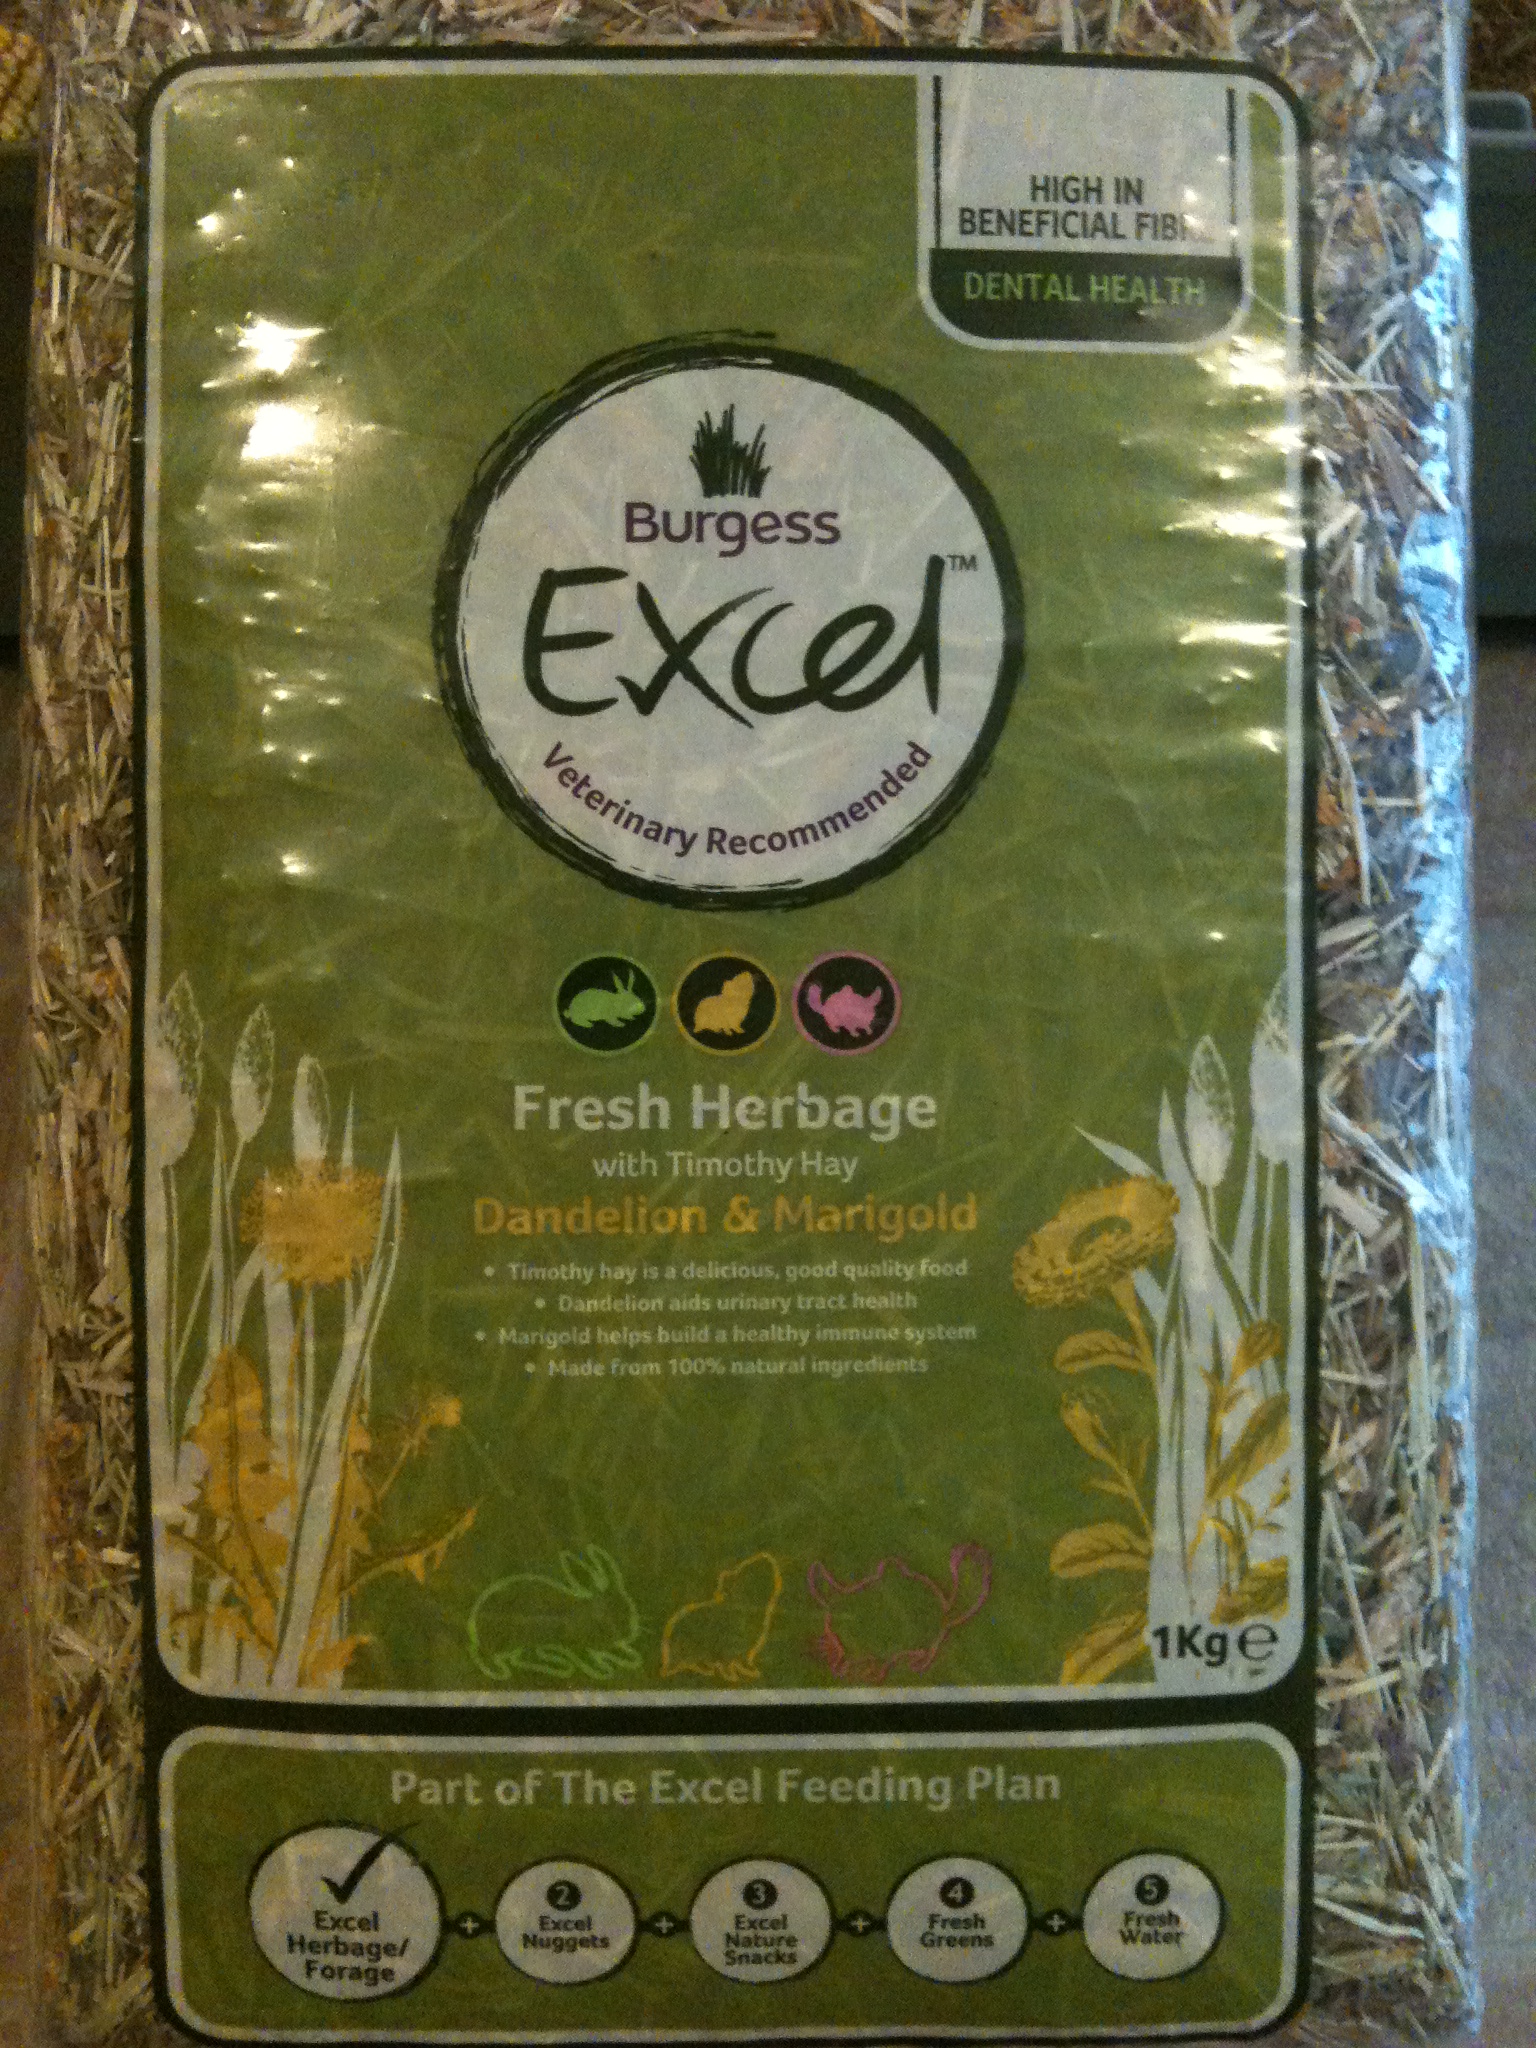 HIGH IN
BENEFICIAL FIBRE
DENTAL HEALTH
Burgess
Excel™
Veterinary Recommended
Fresh Herbage
with Timothy Hay
Dandelion & Marigold
• Timothy hay is a delicious, good quality food
• Dandelion aids urinary tract health
• Marigold helps build a healthy immune system
• Made from 100% natural ingredients
1Kg ℮
Part of The Excel Feeding Plan
Excel
Herbage/
Forage
+
2
Excel
Nuggets
+
3
Excel
Nature
Snacks
+
4
Fresh
Greens
+
5
Fresh
Water